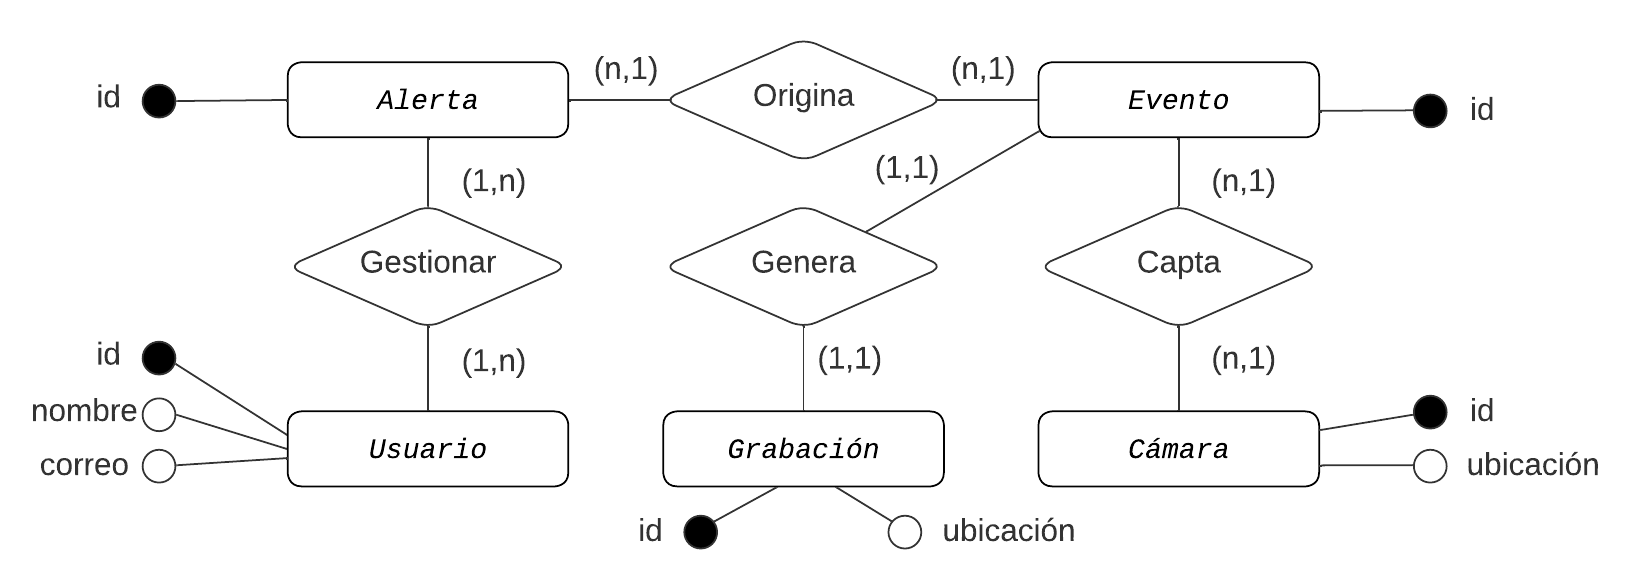 id
Alerta
(n,1)
Origina
(n,1)
Evento
id
(1,n)
(1,1)
(n,1)
Gestionar
Genera
Capta
(1,n)
(1,1)
(n,1)
id
nombre
correo
Usuario
Grabación
Cámara
id
ubicación
id
ubicación